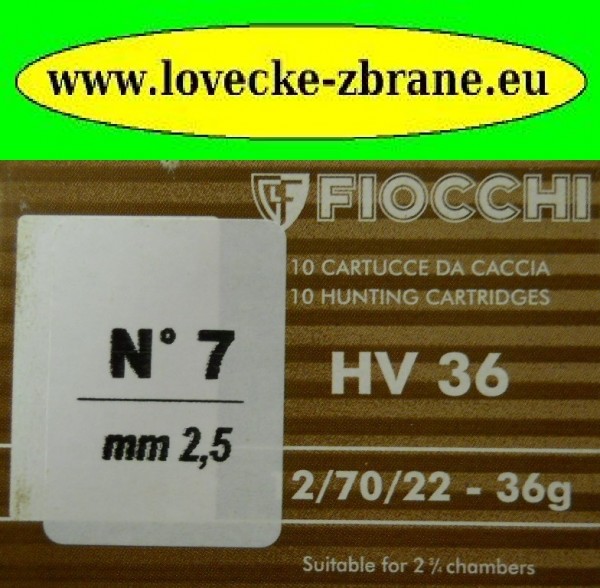 www.lovecke-zbrane.eu
FIOCCHI
10 CARTUCCE DA CACCIA
10 HUNTING CARTRIDGES
N° 7
HV 36
mm 2,5
2/70/22 - 36g
Suitable for 2 ¾ chambers